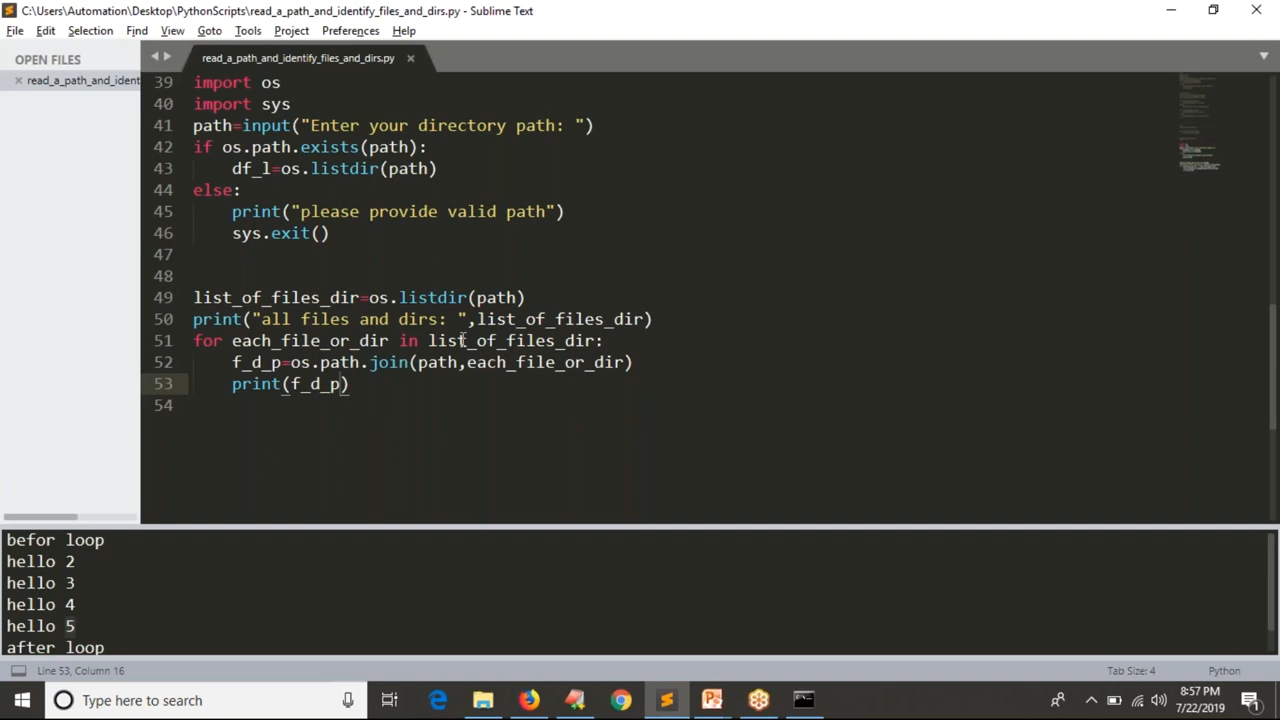 C:\Users\Automation\Desktop\PythonScripts\read_a_path_and_identify_files_and_dirs.py - Sublime Text
File Edit Selection Find View Goto Tools Project Preferences Help
OPEN FILES
read_a_path_and_ident
read_a_path_and_identify_files_and_dirs.py
39 import os
40 import sys
41 path=input("Enter your directory path: ")
42 if os.path.exists(path):
43 df_l=os.listdir(path)
44 else:
45 print("please provide valid path")
46 sys.exit()
47
48
49 list_of_files_dir=os.listdir(path)
50 print("all files and dirs: ",list_of_files_dir)
51 for each_file_or_dir in list_of_files_dir:
52 f_d_p=os.path.join(path,each_file_or_dir)
53 print(f_d_p)
54
befor loop
hello 2
hello 3
hello 4
hello 5
after loop
Line 53, Column 16
Tab Size: 4
Python
Type here to search
8:57 PM
7/22/2019